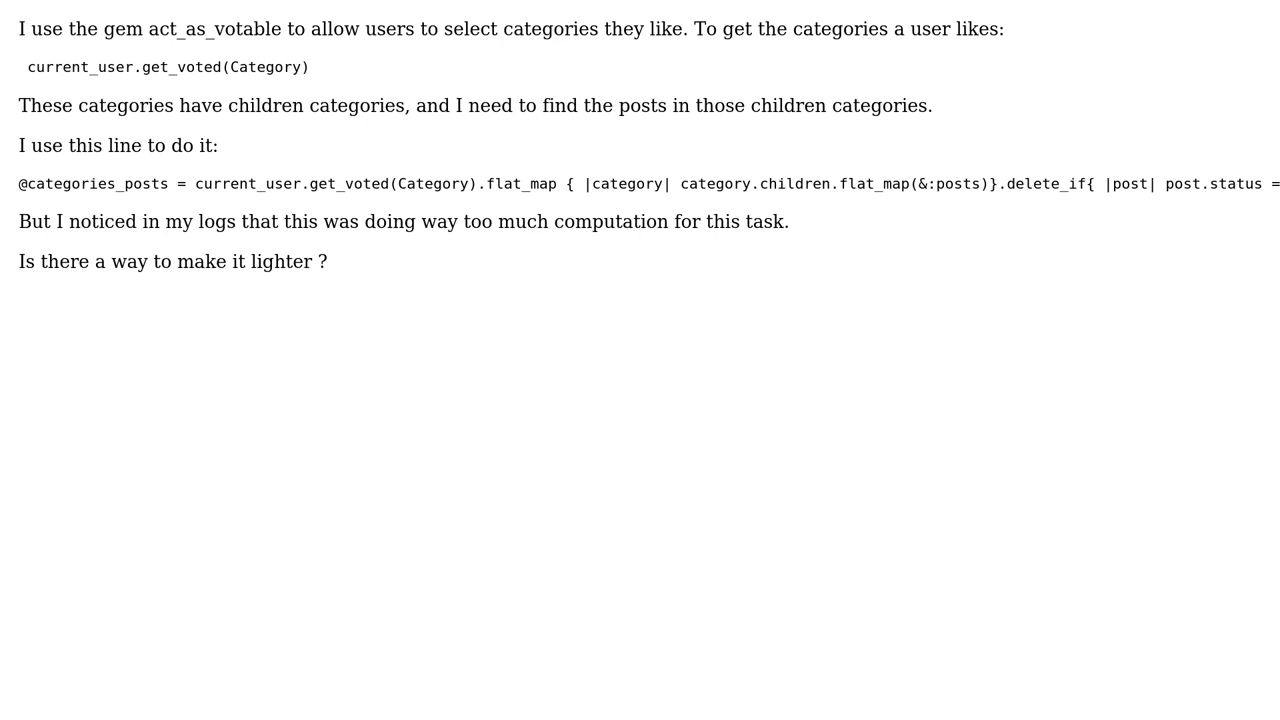 I use the gem act_as_votable to allow users to select categories they like. To get the categories a user likes:
current_user.get_voted(Category)
These categories have children categories, and I need to find the posts in those children categories.
I use this line to do it:
@categories_posts = current_user.get_voted(Category).flat_map { |category| category.children.flat_map(&:posts)}.delete_if{ |post| post.status =
But I noticed in my logs that this was doing way too much computation for this task.
Is there a way to make it lighter ?